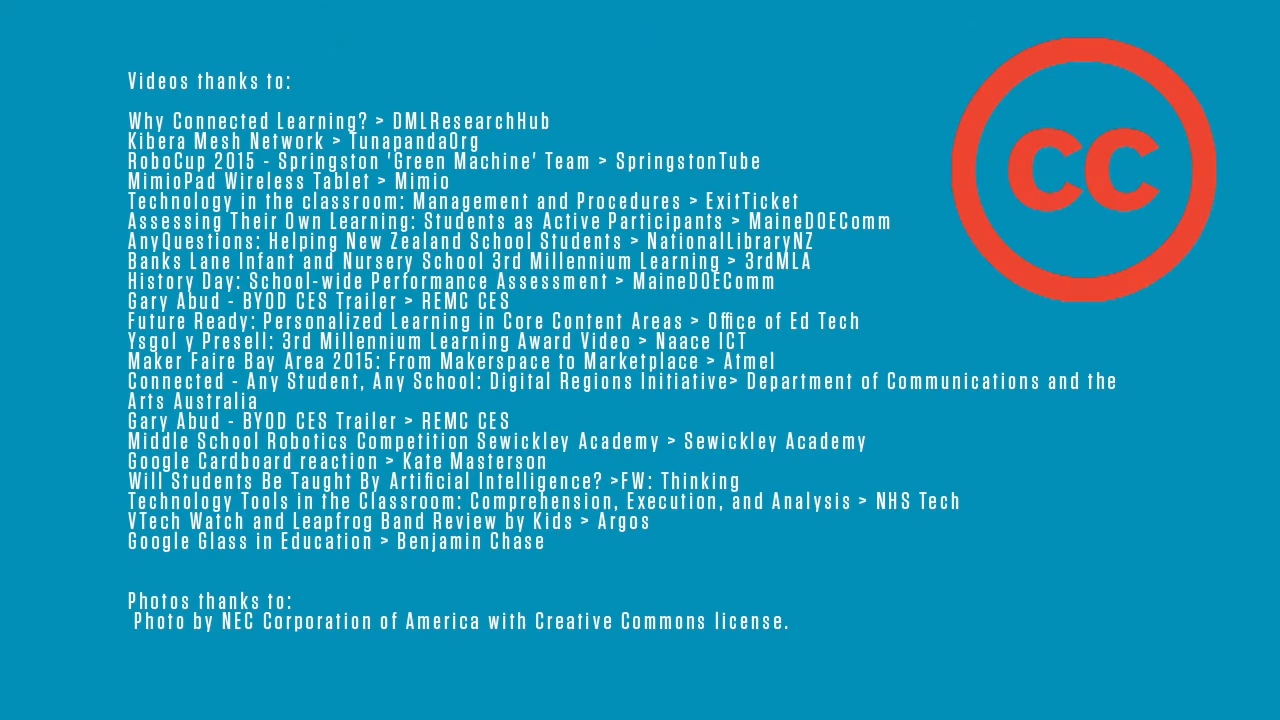 Videos thanks to:
Why Connected Learning? > DMLResearchHub
Kibera Mesh Network > TunapandaOrg
RoboCup 2015 - Springston 'Green Machine' Team > SpringstonTube
MimioPad Wireless Tablet > Mimio
Technology in the classroom: Management and Procedures > ExitTicket
Assessing Their Own Learning: Students as Active Participants > MaineDOEComm
AnyQuestions: Helping New Zealand School Students > NationalLibraryNZ
Banks Lane Infant and Nursery School 3rd Millennium Learning > 3rdMLA
History Day: School-wide Performance Assessment > MaineDOEComm
Gary Abud - BYOD CES Trailer > REMC CES
Future Ready: Personalized Learning in Core Content Areas > Office of Ed Tech
Ysgol y Presell: 3rd Millennium Learning Award Video > Naace ICT
Maker Faire Bay Area 2015: From Makerspace to Marketplace > Atmel
Connected - Any Student, Any School: Digital Regions Initiative> Department of Communications and the
Arts Australia
Gary Abud - BYOD CES Trailer > REMC CES
Middle School Robotics Competition Sewickley Academy > Sewickley Academy
Google Cardboard reaction > Kate Masterson
Will Students Be Taught By Artificial Intelligence? >FW: Thinking
Technology Tools in the Classroom: Comprehension, Execution, and Analysis > NHS Tech
VTech Watch and Leapfrog Band Review by Kids > Argos
Google Glass in Education > Benjamin Chase
Photos thanks to:
Photo by NEC Corporation of America with Creative Commons license.
cc